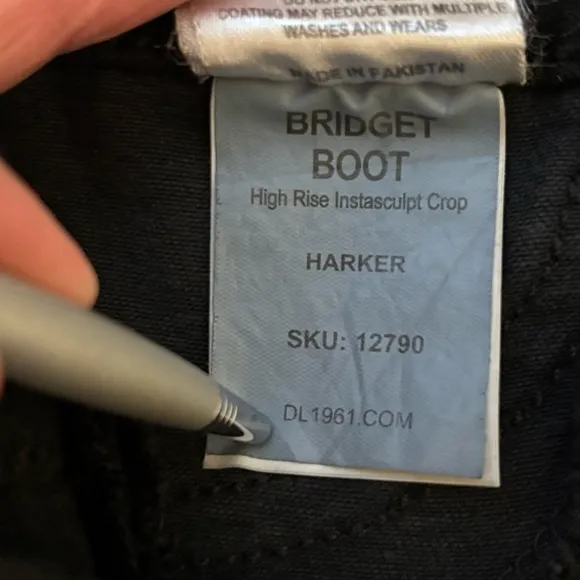 COATING MAY REDUCE WITH MULTIPLE
WASHES AND WEARS
MADE IN PAKISTAN
BRIDGET
BOOT
High Rise Instasculpt Crop
HARKER
SKU: 12790
DL1961.COM